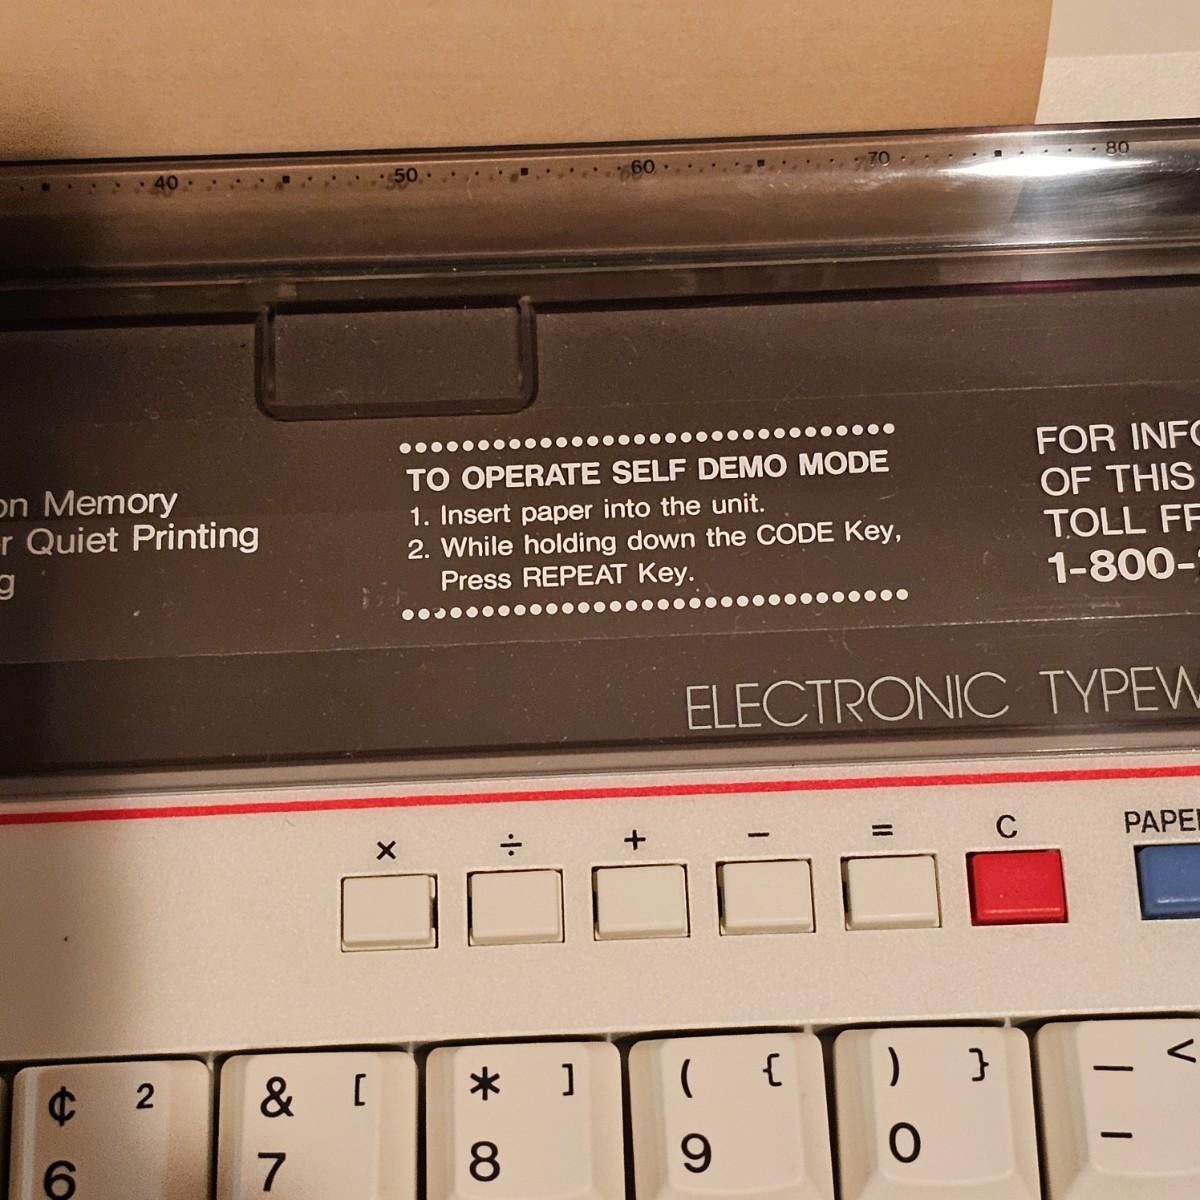 40 50 60 70 80
on Memory
r Quiet Printing
g
TO OPERATE SELF DEMO MODE
1. Insert paper into the unit.
2. While holding down the CODE Key,
Press REPEAT Key.
FOR INFO
OF THIS
TOLL FR
1-800-
ELECTRONIC TYPEW
× ÷ + − = C PAPE
¢ 2 & [ * ] ( { ) } — <
6 7 8 9 0 -